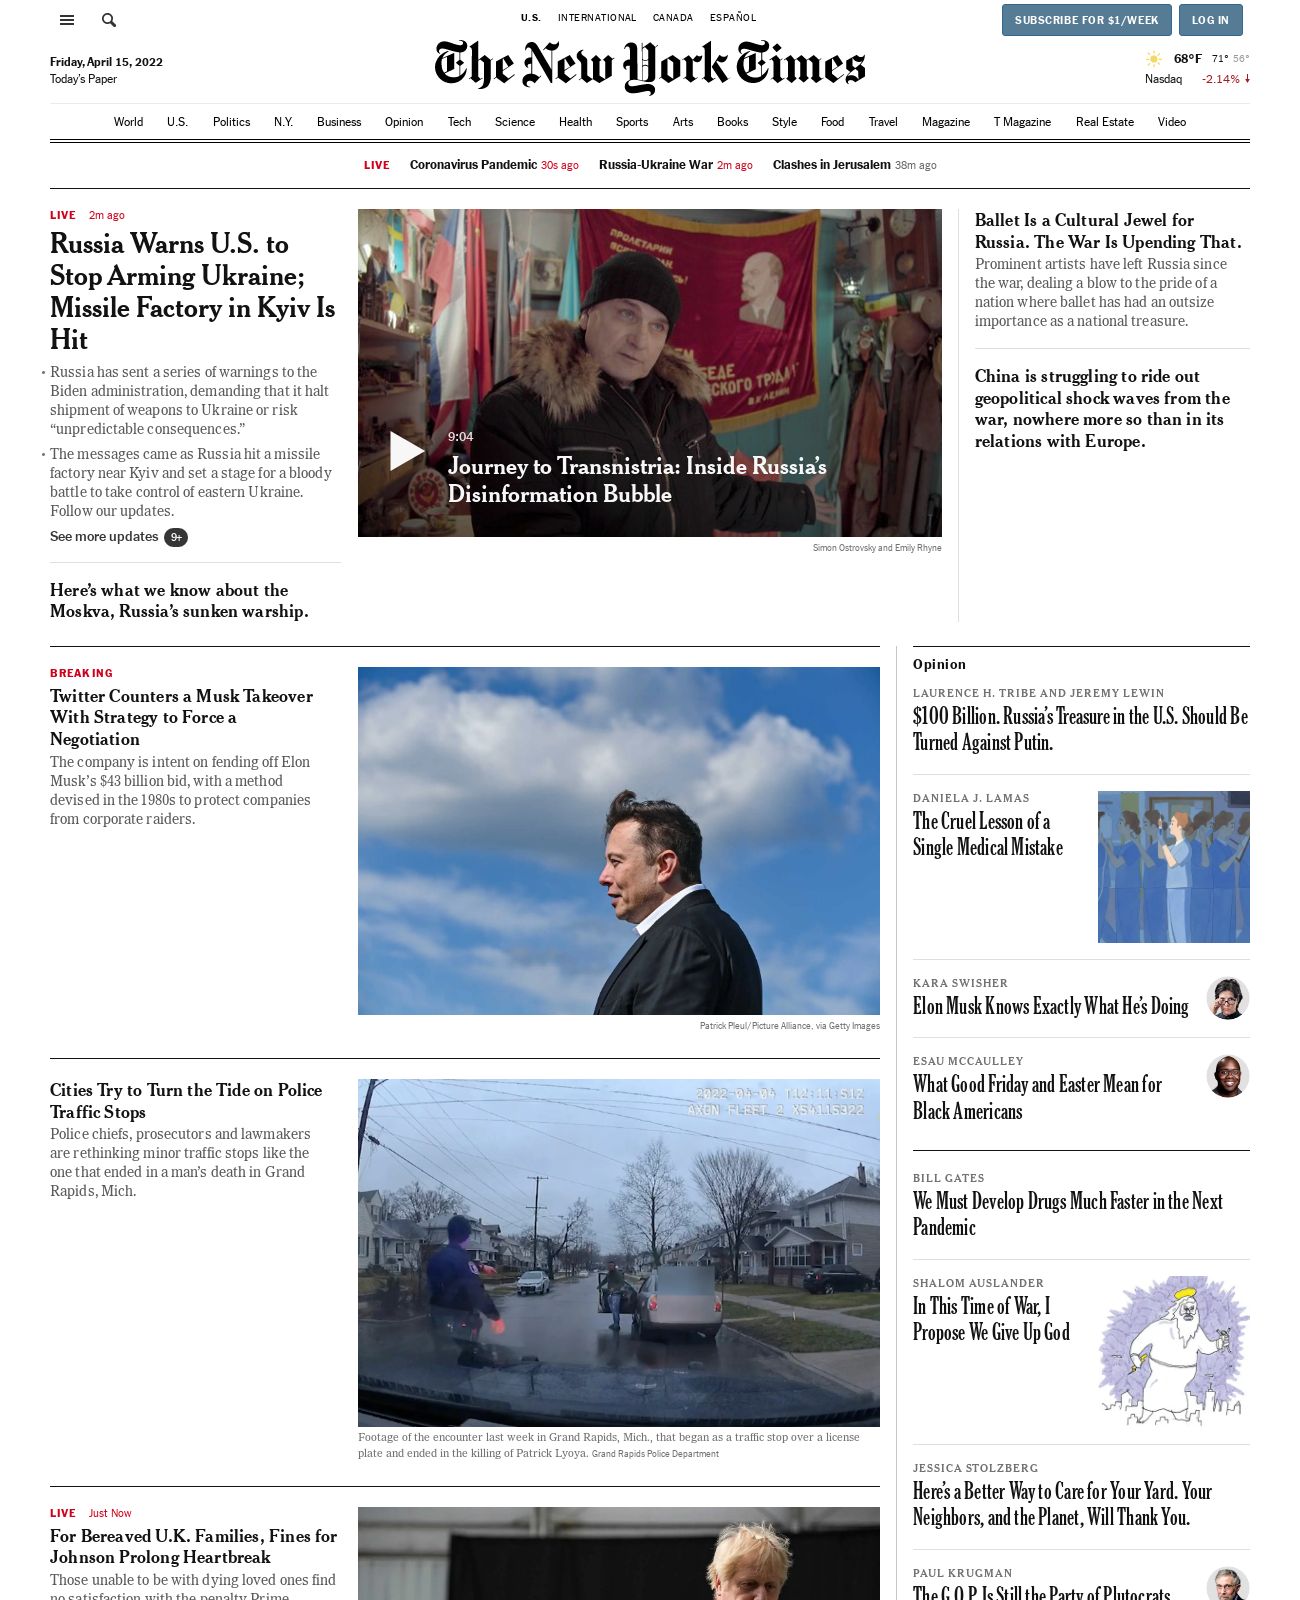 U.S. INTERNATIONAL CANADA ESPAÑOL
SUBSCRIBE FOR $1/WEEK LOG IN
The New York Times
Friday, April 15, 2022
Today's Paper
68°F 71° 56°
Nasdaq -2.14%
World U.S. Politics N.Y. Business Opinion Tech Science Health Sports Arts Books Style Food Travel Magazine T Magazine Real Estate Video
LIVE Coronavirus Pandemic 30s ago Russia-Ukraine War 2m ago Clashes in Jerusalem 38m ago
LIVE 2m ago
Russia Warns U.S. to
Stop Arming Ukraine;
Missile Factory in Kyiv Is
Hit
• Russia has sent a series of warnings to the
Biden administration, demanding that it halt
shipment of weapons to Ukraine or risk
“unpredictable consequences.”
• The messages came as Russia hit a missile
factory near Kyiv and set a stage for a bloody
battle to take control of eastern Ukraine.
Follow our updates.
See more updates 9+
Here’s what we know about the
Moskva, Russia’s sunken warship.
ПРОЛЕТАРИИ
9:04
Journey to Transnistria: Inside Russia’s
Disinformation Bubble
Simon Ostrovsky and Emily Rhyne
Ballet Is a Cultural Jewel for
Russia. The War Is Upending That.
Prominent artists have left Russia since
the war, dealing a blow to the pride of a
nation where ballet has had an outsize
importance as a national treasure.
China is struggling to ride out
geopolitical shock waves from the
war, nowhere more so than in its
relations with Europe.
BREAKING
Twitter Counters a Musk Takeover
With Strategy to Force a
Negotiation
The company is intent on fending off Elon
Musk’s $43 billion bid, with a method
devised in the 1980s to protect companies
from corporate raiders.
Patrick Pleul/Picture Alliance, via Getty Images
Cities Try to Turn the Tide on Police
Traffic Stops
Police chiefs, prosecutors and lawmakers
are rethinking minor traffic stops like the
one that ended in a man’s death in Grand
Rapids, Mich.
2022-04-04 T12:11:51Z
AXON FLEET 2 X54115322
Footage of the encounter last week in Grand Rapids, Mich., that began as a traffic stop over a license
plate and ended in the killing of Patrick Lyoya. Grand Rapids Police Department
LIVE Just Now
For Bereaved U.K. Families, Fines for
Johnson Prolong Heartbreak
Those unable to be with dying loved ones find
no satisfaction with the penalty Prime
Opinion
LAURENCE H. TRIBE AND JEREMY LEWIN
$100 Billion. Russia’s Treasure in the U.S. Should Be
Turned Against Putin.
DANIELA J. LAMAS
The Cruel Lesson of a
Single Medical Mistake
KARA SWISHER
Elon Musk Knows Exactly What He’s Doing
ESAU MCCAULLEY
What Good Friday and Easter Mean for
Black Americans
BILL GATES
We Must Develop Drugs Much Faster in the Next
Pandemic
SHALOM AUSLANDER
In This Time of War, I
Propose We Give Up God
JESSICA STOLZBERG
Here’s a Better Way to Care for Your Yard. Your
Neighbors, and the Planet, Will Thank You.
PAUL KRUGMAN
The G.O.P. Is Still the Party of Plutocrats